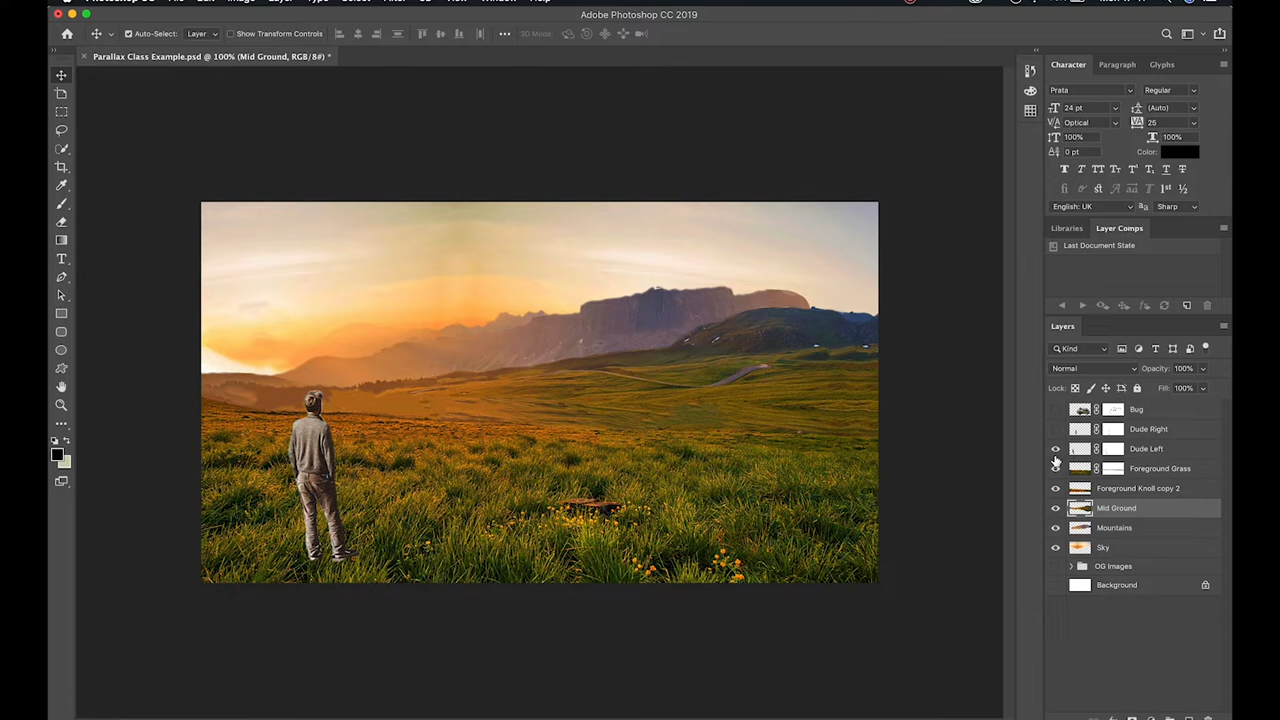 Adobe Photoshop CC 2019
Auto-Select: Layer Show Transform Controls 3D Mode:
× Parallax Class Example.psd @ 100% (Mid Ground, RGB/8#) *
Character Paragraph Glyphs
Prata Regular
24 pt (Auto)
Optical 25
100% 100%
0 pt Color:
English: UK Sharp
Libraries Layer Comps
Last Document State
Layers
Kind
Normal Opacity: 100%
Lock: Fill: 100%
Bug
Dude Right
Dude Left
Foreground Grass
Foreground Knoll copy 2
Mid Ground
Mountains
Sky
OG Images
Background